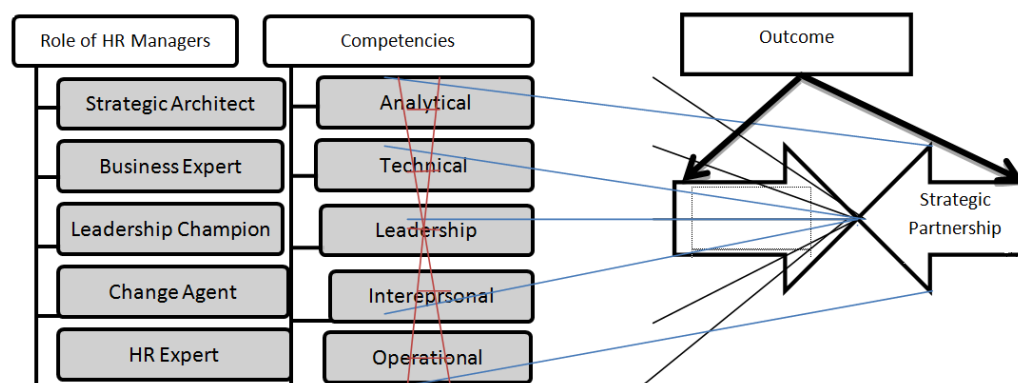 Role of HR Managers
Strategic Architect
Business Expert
Leadership Champion
Change Agent
HR Expert
Competencies
Analytical
Technical
Leadership
Intereprsonal
Operational
Outcome
Strategic
Partnership